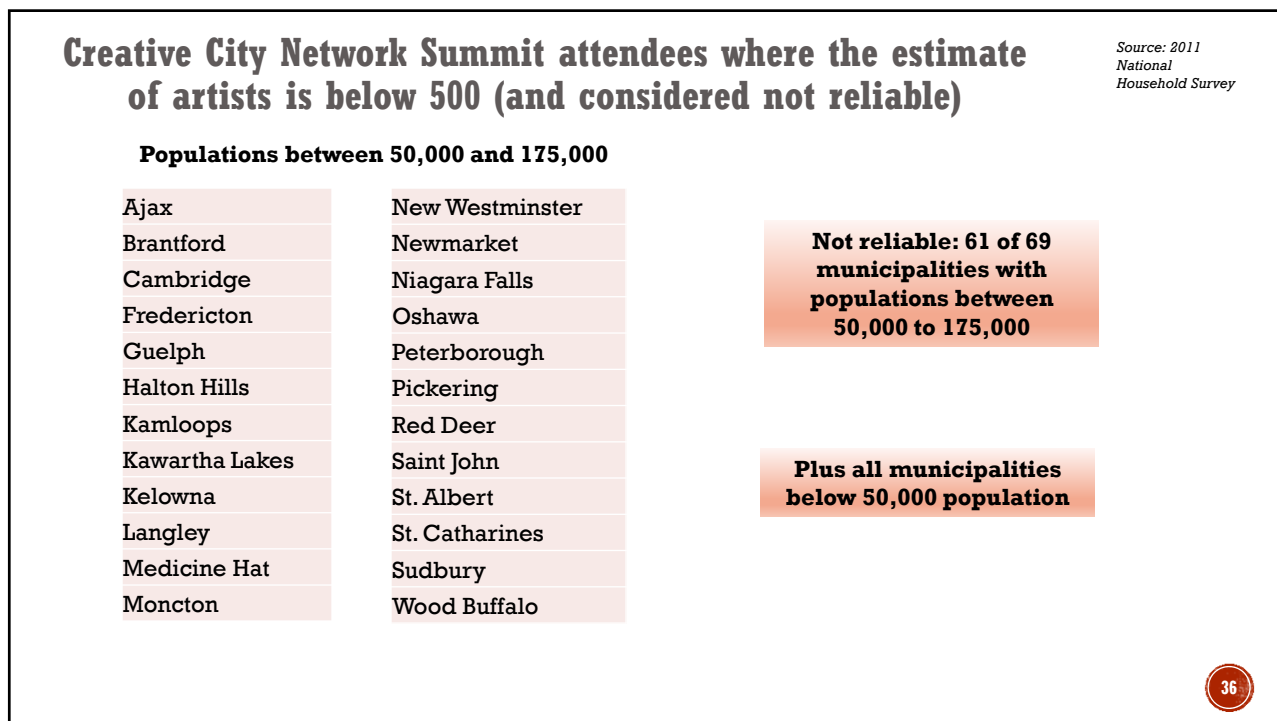 Creative City Network Summit attendees where the estimate
of artists is below 500 (and considered not reliable)
Source: 2011
National
Household Survey
Populations between 50,000 and 175,000
Ajax
Brantford
Cambridge
Fredericton
Guelph
Halton Hills
Kamloops
Kawartha Lakes
Kelowna
Langley
Medicine Hat
Moncton
New Westminster
Newmarket
Niagara Falls
Oshawa
Peterborough
Pickering
Red Deer
Saint John
St. Albert
St. Catharines
Sudbury
Wood Buffalo
Not reliable: 61 of 69
municipalities with
populations between
50,000 to 175,000
Plus all municipalities
below 50,000 population
36